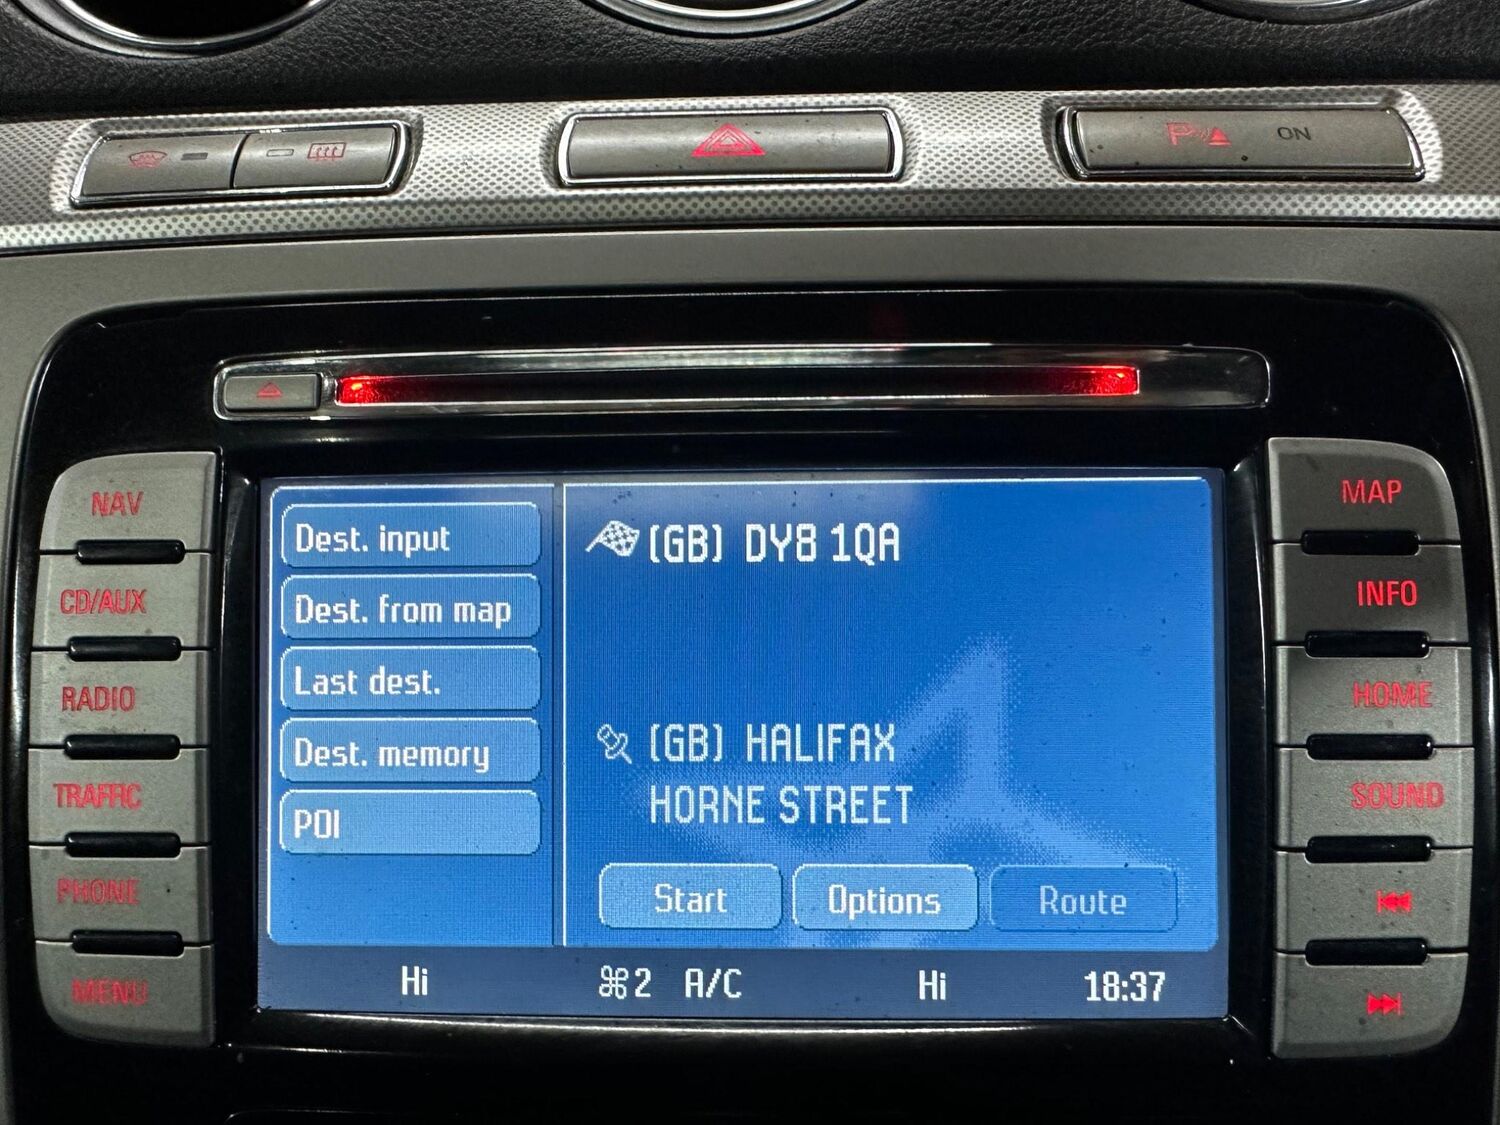 ON
NAV
CD/AUX
RADIO
TRAFFIC
PHONE
MENU
Dest. input
Dest. from map
Last dest.
Dest. memory
POI
(GB) DY8 1QA
(GB) HALIFAX
HORNE STREET
Start
Options
Route
Hi
2 A/C
Hi
18:37
MAP
INFO
HOME
SOUND